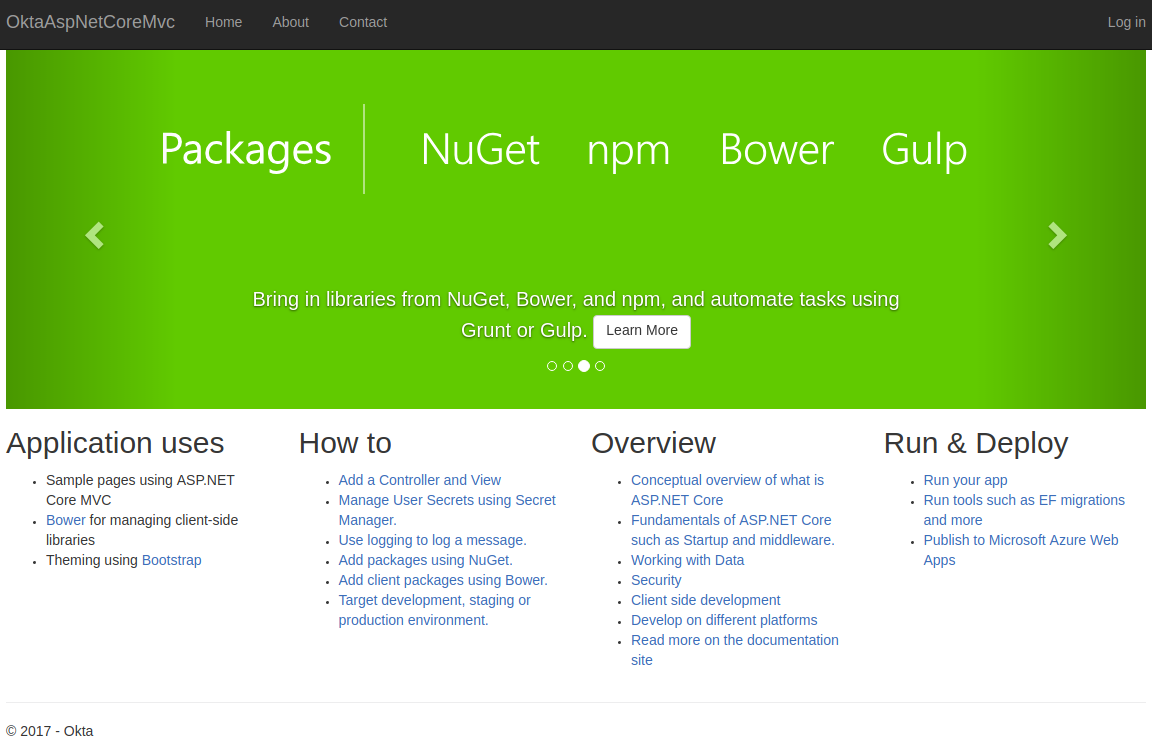 OktaAspNetCoreMvc Home About Contact Log in
Packages NuGet npm Bower Gulp
Bring in libraries from NuGet, Bower, and npm, and automate tasks using
Grunt or Gulp. Learn More
Application uses
Sample pages using ASP.NET
Core MVC
Bower for managing client-side
libraries
Theming using Bootstrap
How to
Add a Controller and View
Manage User Secrets using Secret
Manager.
Use logging to log a message.
Add packages using NuGet.
Add client packages using Bower.
Target development, staging or
production environment.
Overview
Conceptual overview of what is
ASP.NET Core
Fundamentals of ASP.NET Core
such as Startup and middleware.
Working with Data
Security
Client side development
Develop on different platforms
Read more on the documentation
site
Run & Deploy
Run your app
Run tools such as EF migrations
and more
Publish to Microsoft Azure Web
Apps
© 2017 - Okta